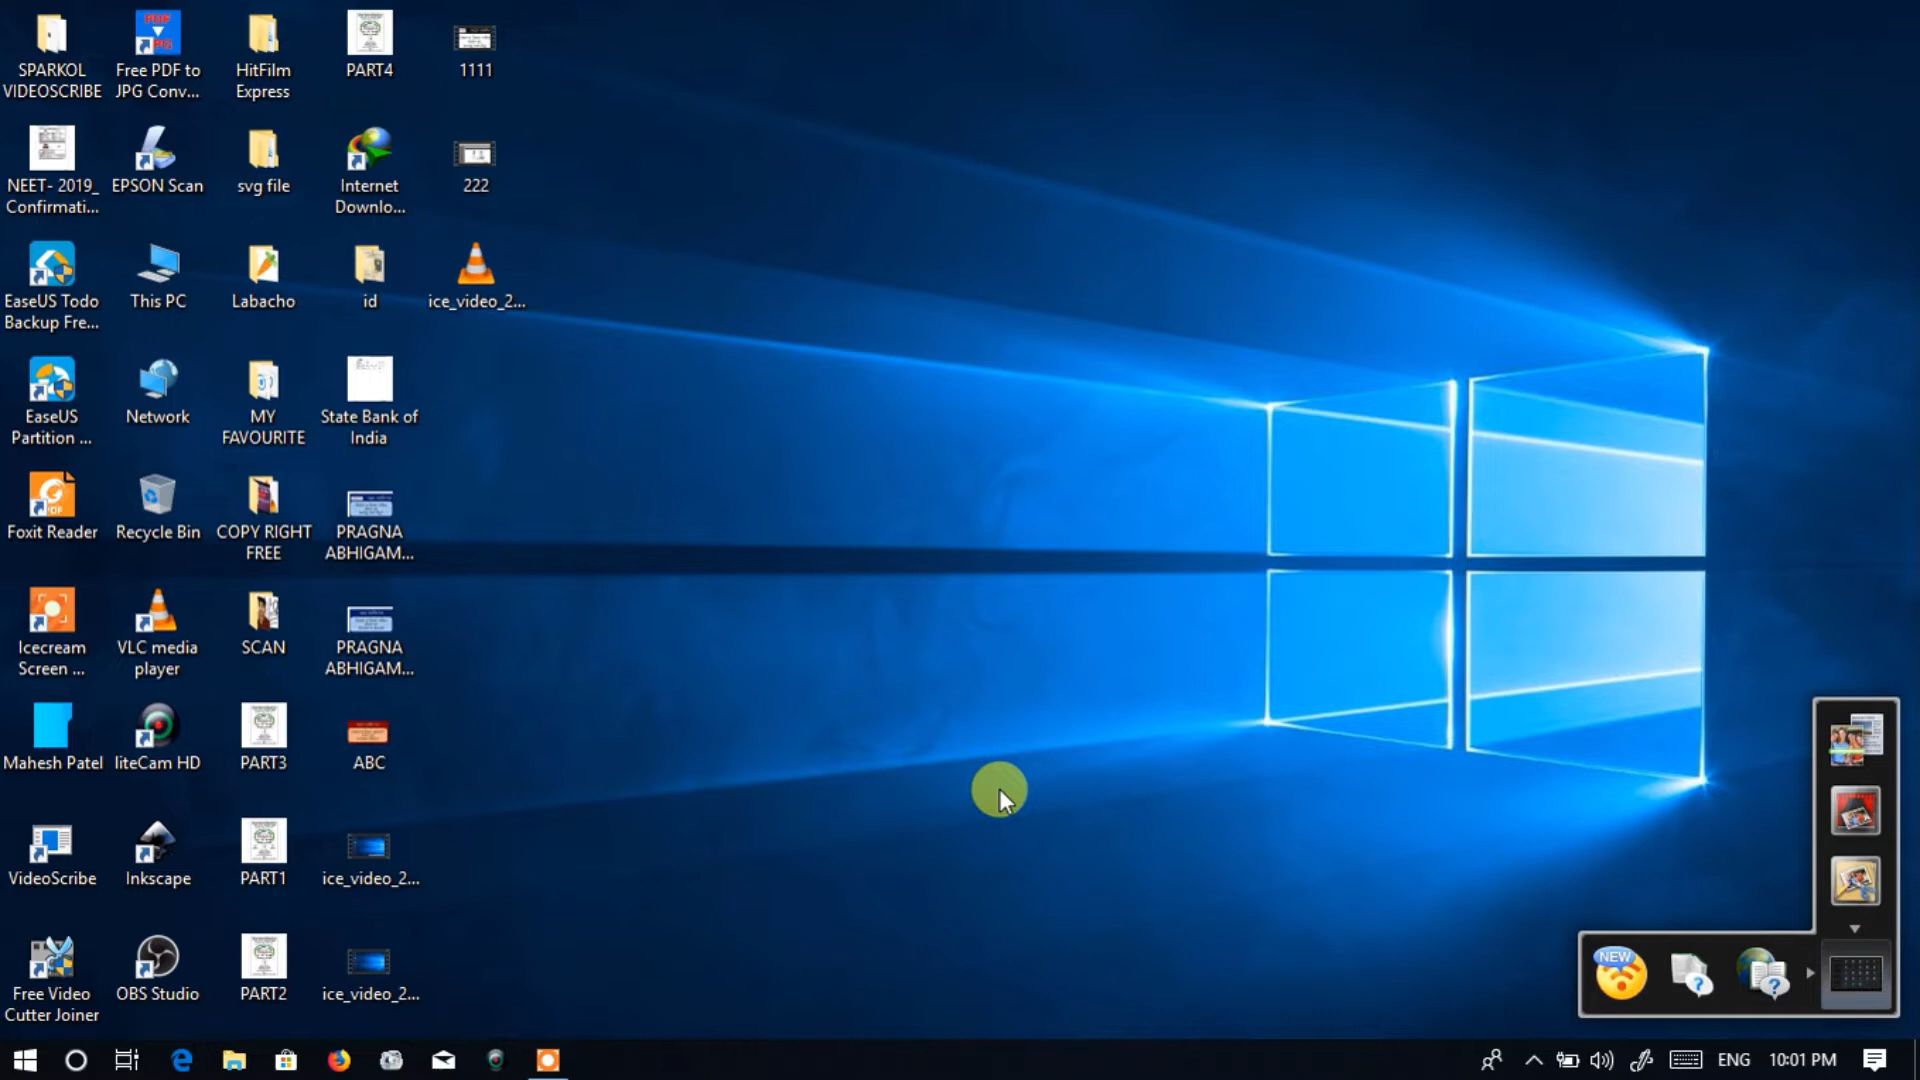 SPARKOL
VIDEOSCRIBE
Free PDF to
JPG Conv...
HitFilm
Express
PART4
1111
NEET- 2019_
Confirmati...
EPSON Scan
svg file
Internet
Downlo...
222
EaseUS Todo
Backup Fre...
This PC
Labacho
id
ice_video_2...
EaseUS
Partition ...
Network
MY
FAVOURITE
State Bank of
India
Foxit Reader
Recycle Bin
COPY RIGHT
FREE
PRAGNA
ABHIGAM...
Icecream
Screen ...
VLC media
player
SCAN
PRAGNA
ABHIGAM...
Mahesh Patel
liteCam HD
PART3
ABC
VideoScribe
Inkscape
PART1
ice_video_2...
Free Video
Cutter Joiner
OBS Studio
PART2
ice_video_2...
NEW
ENG
10:01 PM